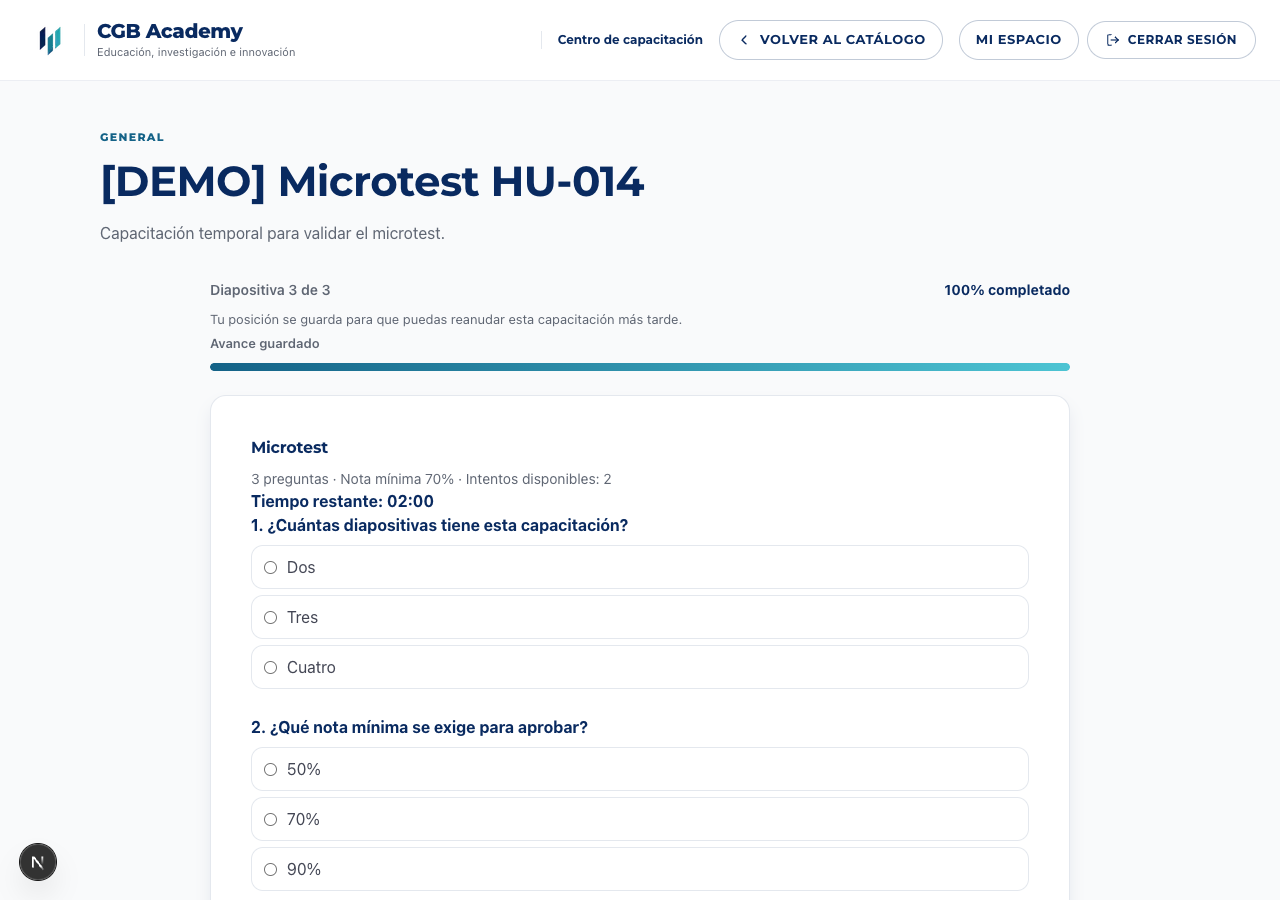 CGB Academy
Educación, investigación e innovación
Centro de capacitación
VOLVER AL CATÁLOGO
MI ESPACIO
CERRAR SESIÓN
GENERAL
[DEMO] Microtest HU-014
Capacitación temporal para validar el microtest.
Diapositiva 3 de 3
100% completado
Tu posición se guarda para que puedas reanudar esta capacitación más tarde.
Avance guardado
Microtest
3 preguntas · Nota mínima 70% · Intentos disponibles: 2
Tiempo restante: 02:00
1. ¿Cuántas diapositivas tiene esta capacitación?
Dos
Tres
Cuatro
2. ¿Qué nota mínima se exige para aprobar?
50%
70%
90%
N